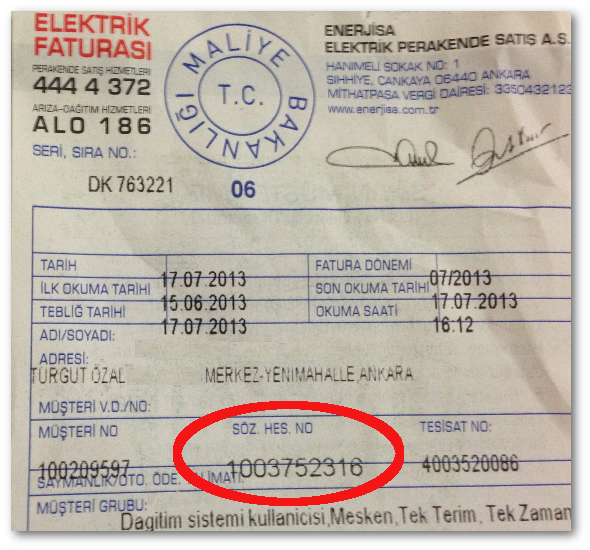 ELEKTRİK
FATURASI
PERAKENDE SATIŞ HİZMETLERİ
444 4 372
ARIZA-DAĞITIM HİZMETLERİ
ALO 186
SERİ, SIRA NO.:
DK 763221
MALİYE BAKANLIĞI
T.C.
06
ENERJİSA
ELEKTRİK PERAKENDE SATIŞ A.Ş.
HANIMELİ SOKAK NO: 1
SIHHİYE, ÇANKAYA 06440 ANKARA
MİTHATPAŞA VERGİ DAİRESİ: 3350432123
www.enerjisa.com.tr
TARİH 17.07.2013 FATURA DÖNEMİ 07/2013
İLK OKUMA TARİHİ 15.06.2013 SON OKUMA TARİHİ 17.07.2013
TEBLİĞ TARİHİ 17.07.2013 OKUMA SAATİ 16:12
ADI/SOYADI:
ADRESİ:
TURGUT ÖZAL MERKEZ-YENİMAHALLE,ANKARA
MÜŞTERİ V.D./NO:
MÜŞTERİ NO SÖZ. HES. NO TESİSAT NO:
100209597 1003752316 4003520086
SAYMANLIK/OTO. ÖDE. LİMATI:
MÜŞTERİ GRUBU:
Dagitim sistemi kullanicisi,Mesken,Tek Terim, Tek Zaman